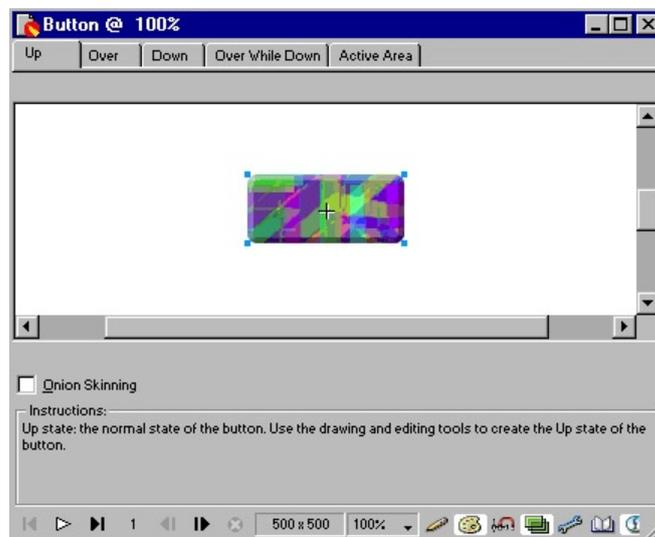 Button @ 100%
Up Over Down Over While Down Active Area
Onion Skinning
Instructions:
Up state: the normal state of the button. Use the drawing and editing tools to create the Up state of the
button.
1 500 x 500 100%